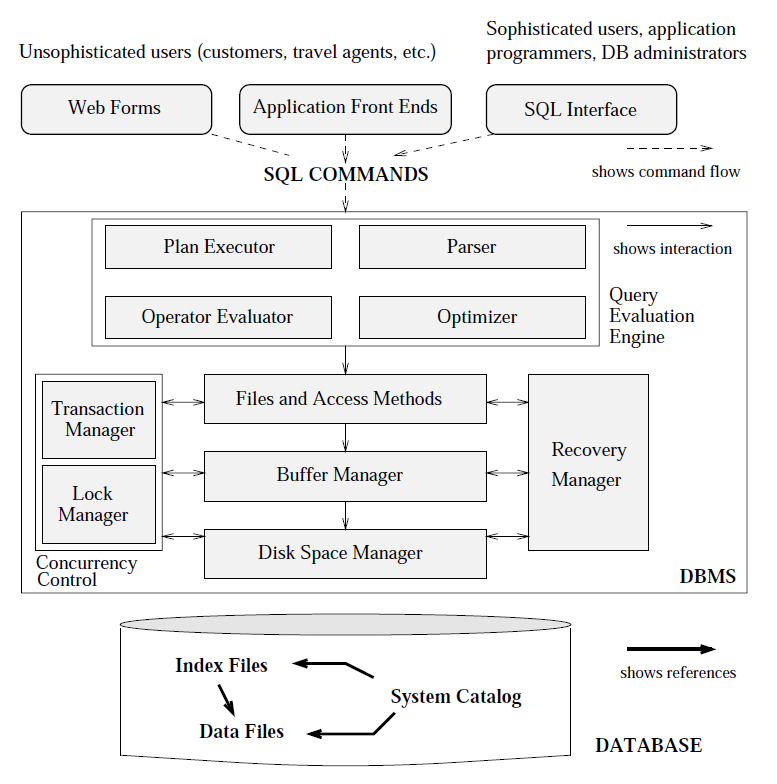 Unsophisticated users (customers, travel agents, etc.)
Sophisticated users, application
programmers, DB administrators
Web Forms
Application Front Ends
SQL Interface
SQL COMMANDS
shows command flow
Plan Executor
Parser
shows interaction
Operator Evaluator
Optimizer
Query
Evaluation
Engine
Transaction
Manager
Lock
Manager
Concurrency
Control
Files and Access Methods
Buffer Manager
Disk Space Manager
Recovery
Manager
DBMS
Index Files
System Catalog
Data Files
shows references
DATABASE